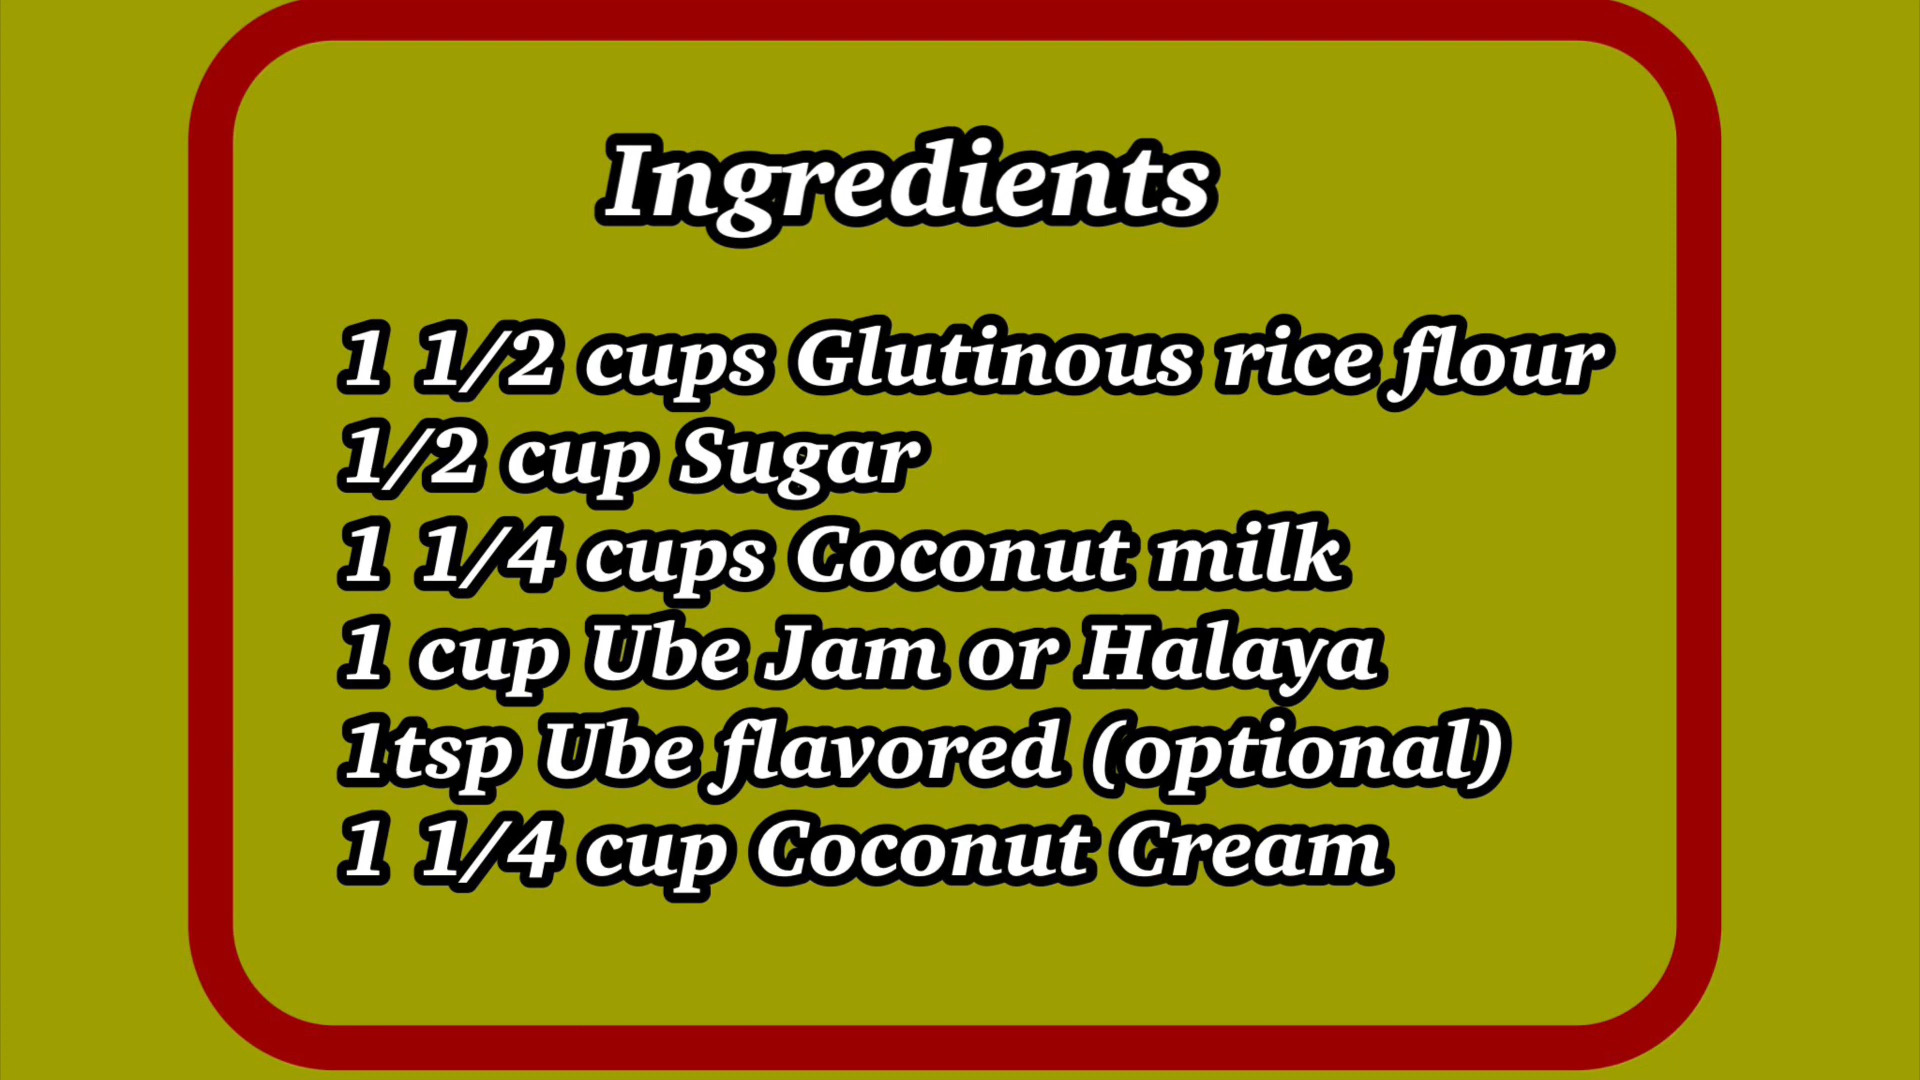 Ingredients
1 1/2 cups Glutinous rice flour
1/2 cup Sugar
1 1/4 cups Coconut milk
1 cup Ube Jam or Halaya
1tsp Ube flavored (optional)
1 1/4 cup Coconut Cream